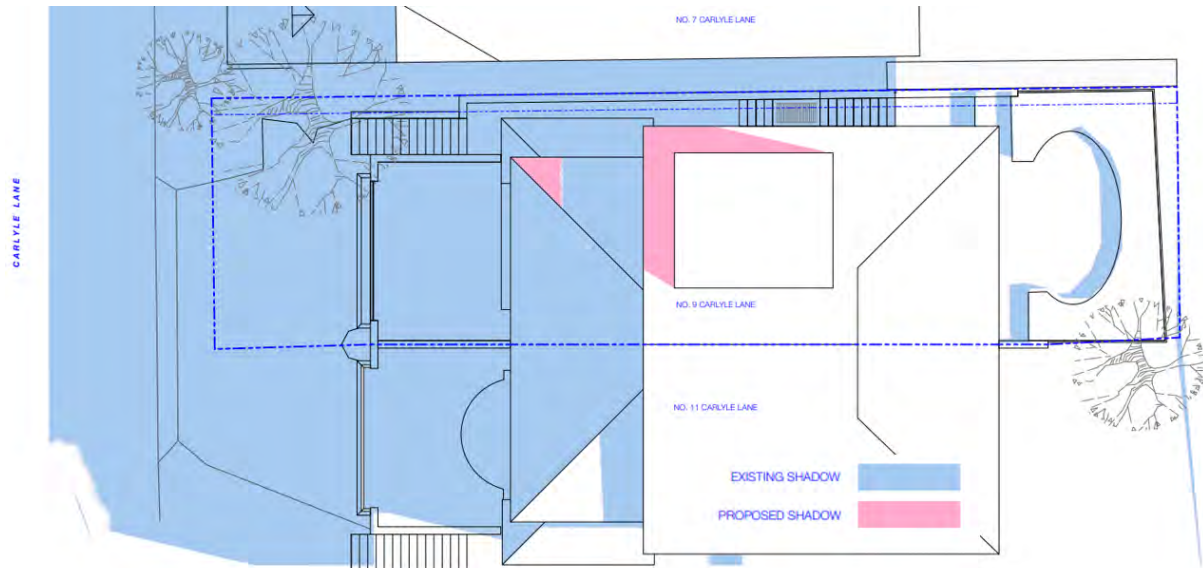 NO. 7 CARLYLE LANE
CARLYLE LANE
NO. 9 CARLYLE LANE
NO. 11 CARLYLE LANE
EXISTING SHADOW
PROPOSED SHADOW